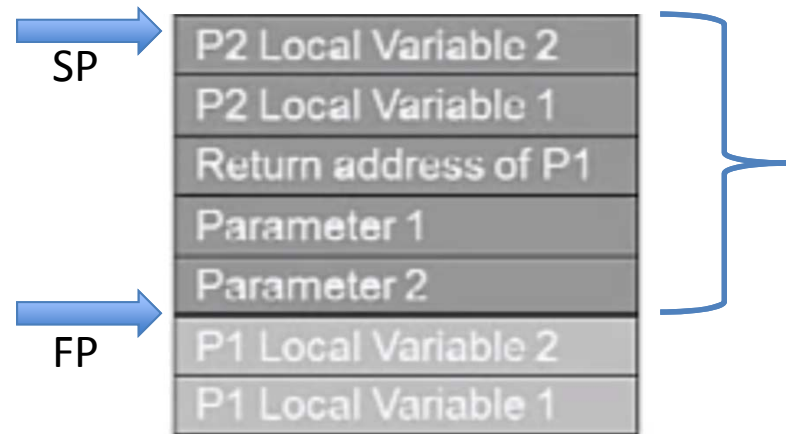 SP
P2 Local Variable 2
P2 Local Variable 1
Return address of P1
Parameter 1
Parameter 2
FP
P1 Local Variable 2
P1 Local Variable 1